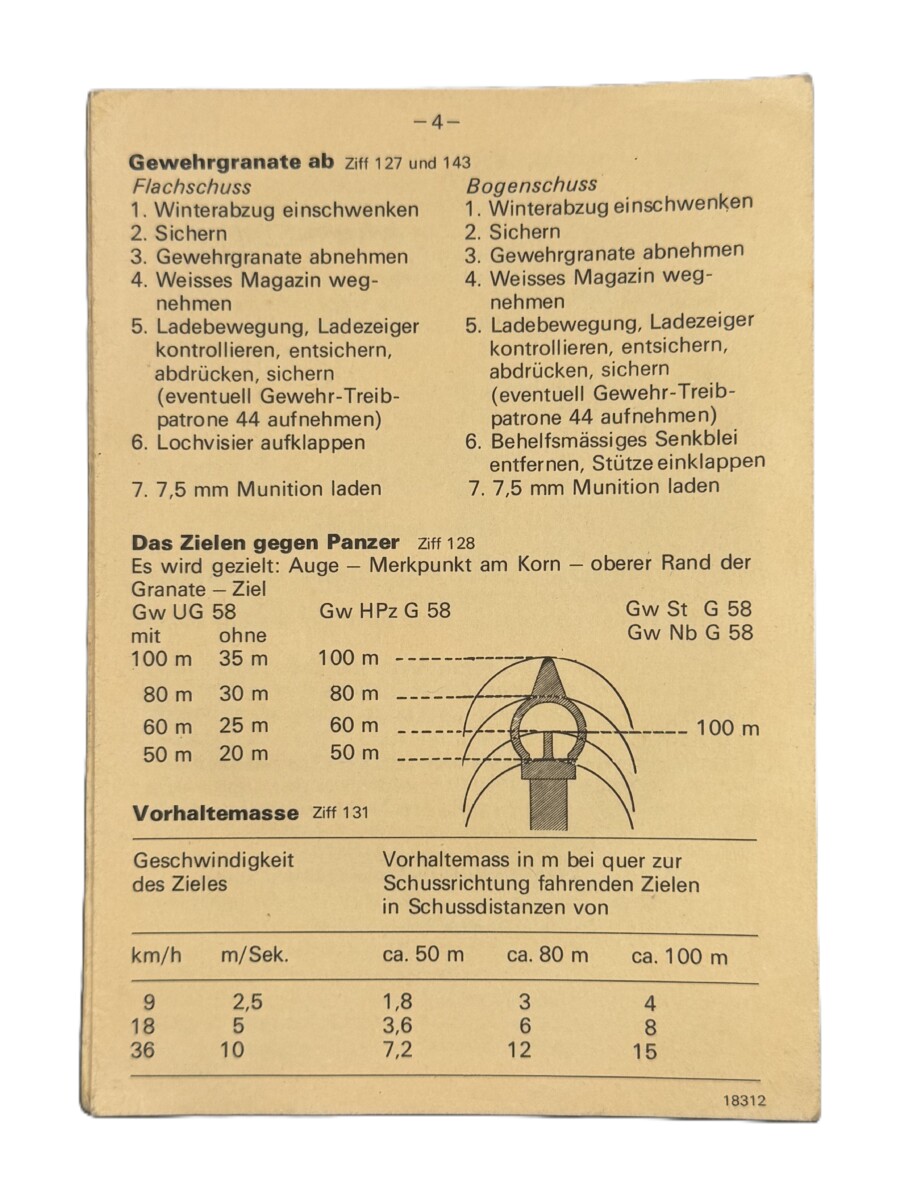 – 4 –
Gewehrgranate ab Ziff 127 und 143
Flachschuss
1. Winterabzug einschwenken
2. Sichern
3. Gewehrgranate abnehmen
4. Weisses Magazin weg-
nehmen
5. Ladebewegung, Ladezeiger
kontrollieren, entsichern,
abdrücken, sichern
(eventuell Gewehr-Treib-
patrone 44 aufnehmen)
6. Lochvisier aufklappen
7. 7,5 mm Munition laden
Bogenschuss
1. Winterabzug einschwenken
2. Sichern
3. Gewehrgranate abnehmen
4. Weisses Magazin weg-
nehmen
5. Ladebewegung, Ladezeiger
kontrollieren, entsichern,
abdrücken, sichern
(eventuell Gewehr-Treib-
patrone 44 aufnehmen)
6. Behelfsmässiges Senkblei
entfernen, Stütze einklappen
7. 7,5 mm Munition laden
Das Zielen gegen Panzer Ziff 128
Es wird gezielt: Auge – Merkpunkt am Korn – oberer Rand der
Granate – Ziel
Gw UG 58 Gw HPz G 58 Gw St G 58
mit ohne Gw Nb G 58
100 m 35 m 100 m
80 m 30 m 80 m
60 m 25 m 60 m 100 m
50 m 20 m 50 m
Vorhaltemasse Ziff 131
Geschwindigkeit Vorhaltemass in m bei quer zur
des Zieles Schussrichtung fahrenden Zielen
in Schussdistanzen von
km/h m/Sek. ca. 50 m ca. 80 m ca. 100 m
9 2,5 1,8 3 4
18 5 3,6 6 8
36 10 7,2 12 15
18312